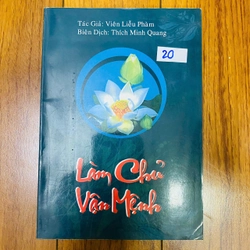 Tác Giả: Viên Liễu Phàm
Biên Dịch: Thích Minh Quang
20
Làm Chủ
Vận Mệnh